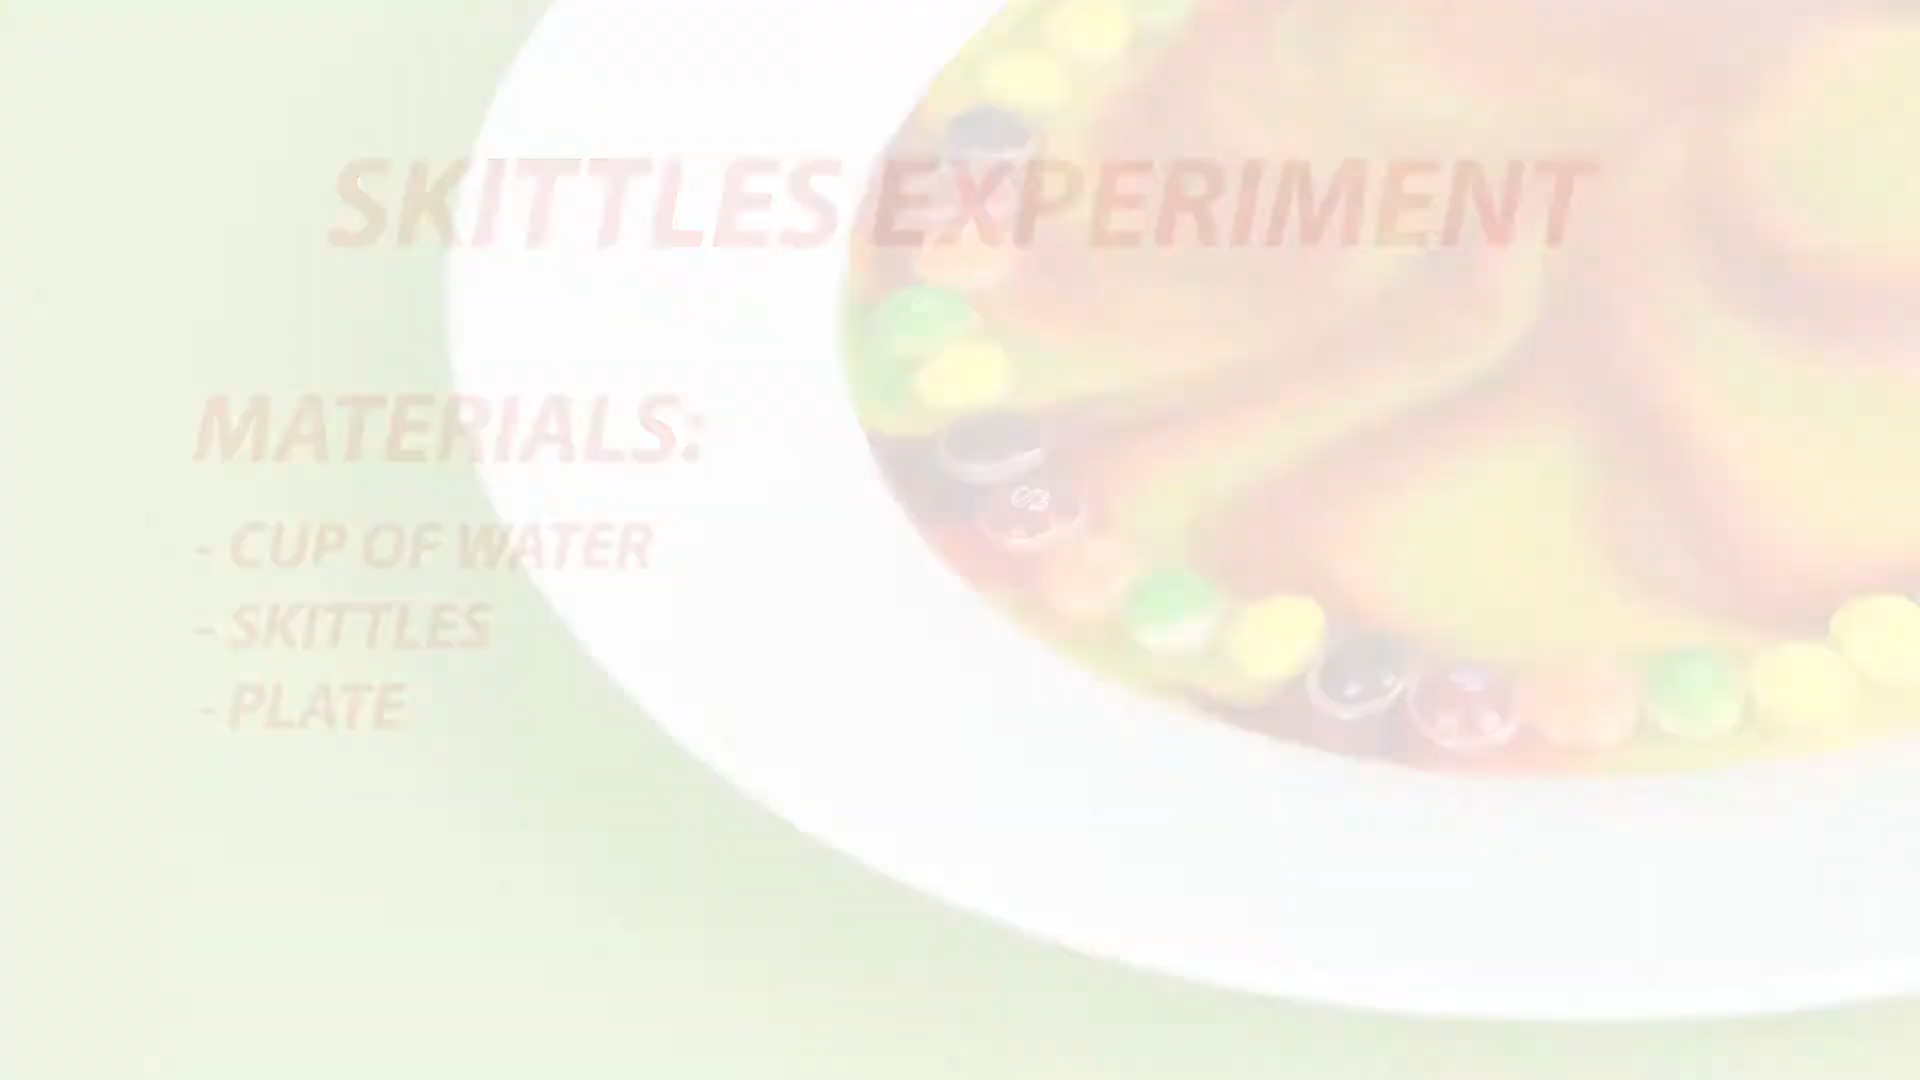 SKITTLES EXPERIMENT
MATERIALS:
- CUP OF WATER
- SKITTLES
- PLATE